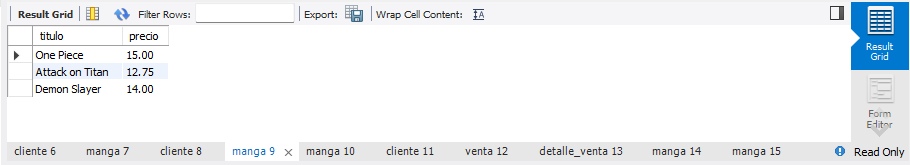 Result Grid Filter Rows: Export: Wrap Cell Content:
titulo precio
One Piece 15.00
Attack on Titan 12.75
Demon Slayer 14.00
Result
Grid
Form
Editor
cliente 6 manga 7 cliente 8 manga 9 manga 10 cliente 11 venta 12 detalle_venta 13 manga 14 manga 15 Read Only